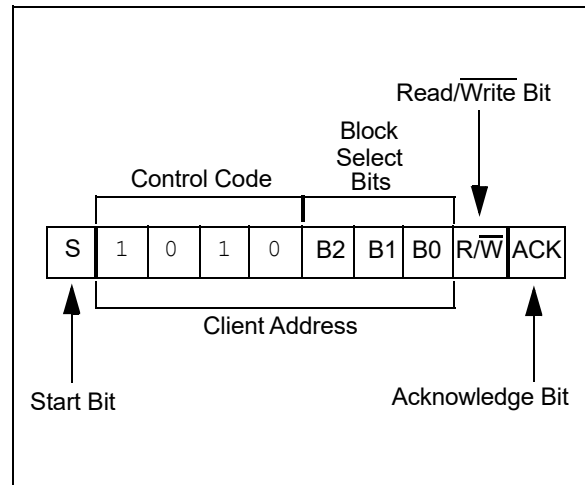 Read/Write Bit
Block
Select
Bits
Control Code
S 1 0 1 0 B2 B1 B0 R/W ACK
Client Address
Start Bit
Acknowledge Bit